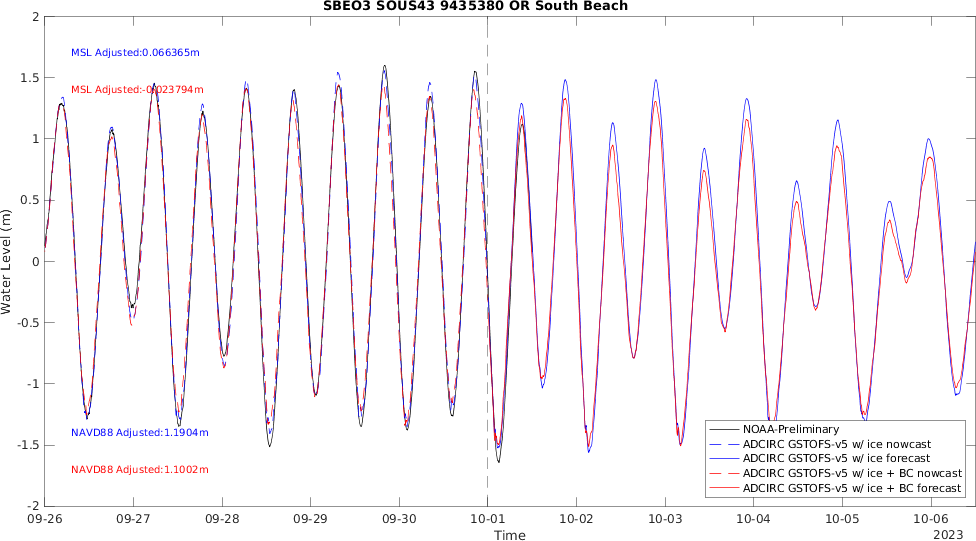 SBEO3 SOUS43 9435380 OR South Beach
2
1.5
1
0.5
0
-0.5
-1
-1.5
-2
Water Level (m)
MSL Adjusted:0.066365m
MSL Adjusted:-0.023794m
NAVD88 Adjusted:1.1904m
NAVD88 Adjusted:1.1002m
NOAA-Preliminary
ADCIRC GSTOFS-v5 w/ ice nowcast
ADCIRC GSTOFS-v5 w/ ice forecast
ADCIRC GSTOFS-v5 w/ ice + BC nowcast
ADCIRC GSTOFS-v5 w/ ice + BC forecast
09-26 09-27 09-28 09-29 09-30 10-01 10-02 10-03 10-04 10-05 10-06
Time
2023